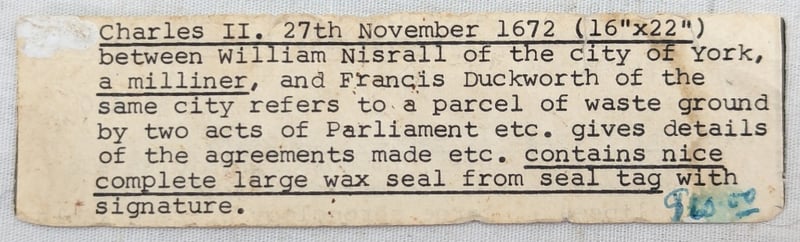 Charles II. 27th November 1672 (16"x22")
between William Nisrall of the city of York,
a milliner, and Francis Duckworth of the
same city refers to a parcel of waste ground
by two acts of Parliament etc. gives details
of the agreements made etc. contains nice
complete large wax seal from seal tag with
signature.